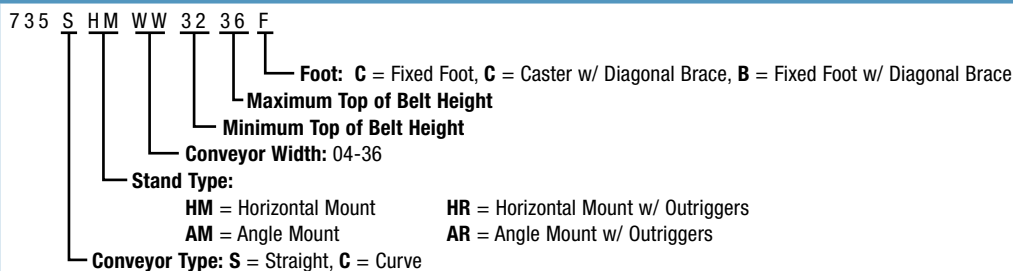 735 S HM WW 32 36 F
Foot: C = Fixed Foot, C = Caster w/ Diagonal Brace, B = Fixed Foot w/ Diagonal Brace
Maximum Top of Belt Height
Minimum Top of Belt Height
Conveyor Width: 04-36
Stand Type:
HM = Horizontal Mount HR = Horizontal Mount w/ Outriggers
AM = Angle Mount AR = Angle Mount w/ Outriggers
Conveyor Type: S = Straight, C = Curve